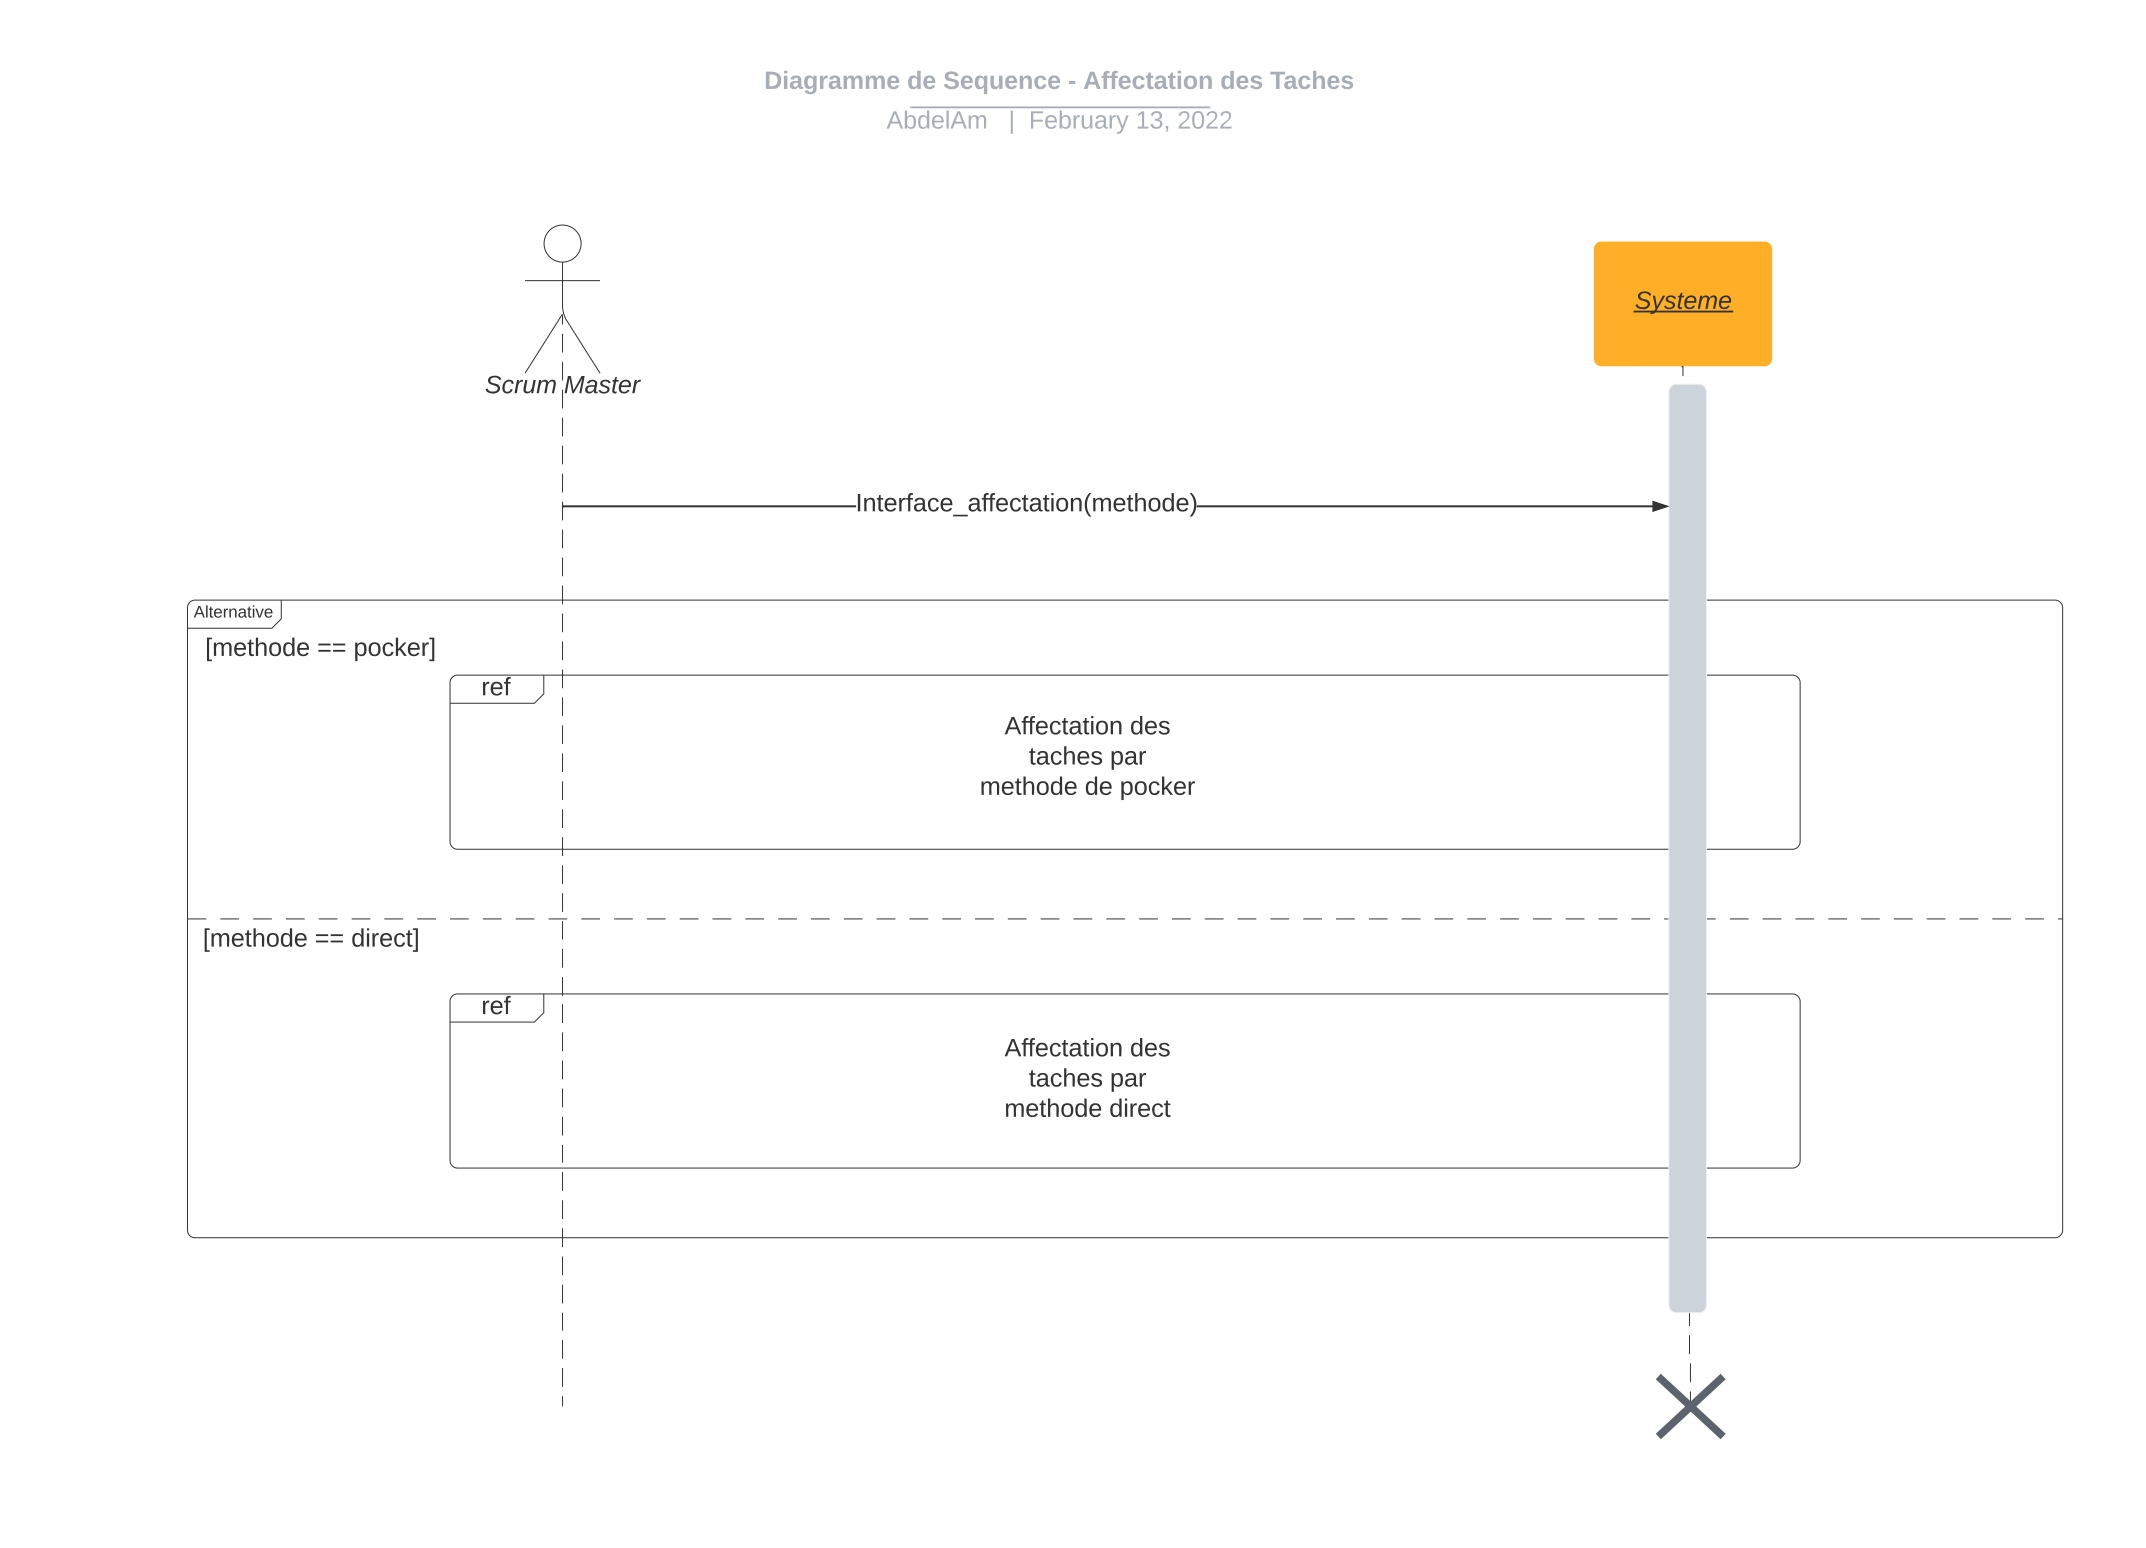 Diagramme de Sequence - Affectation des Taches
AbdelAm | February 13, 2022
Systeme
Scrum Master
Interface_affectation(methode)
Alternative
[methode == pocker]
ref
Affectation des
taches par
methode de pocker
[methode == direct]
ref
Affectation des
taches par
methode direct